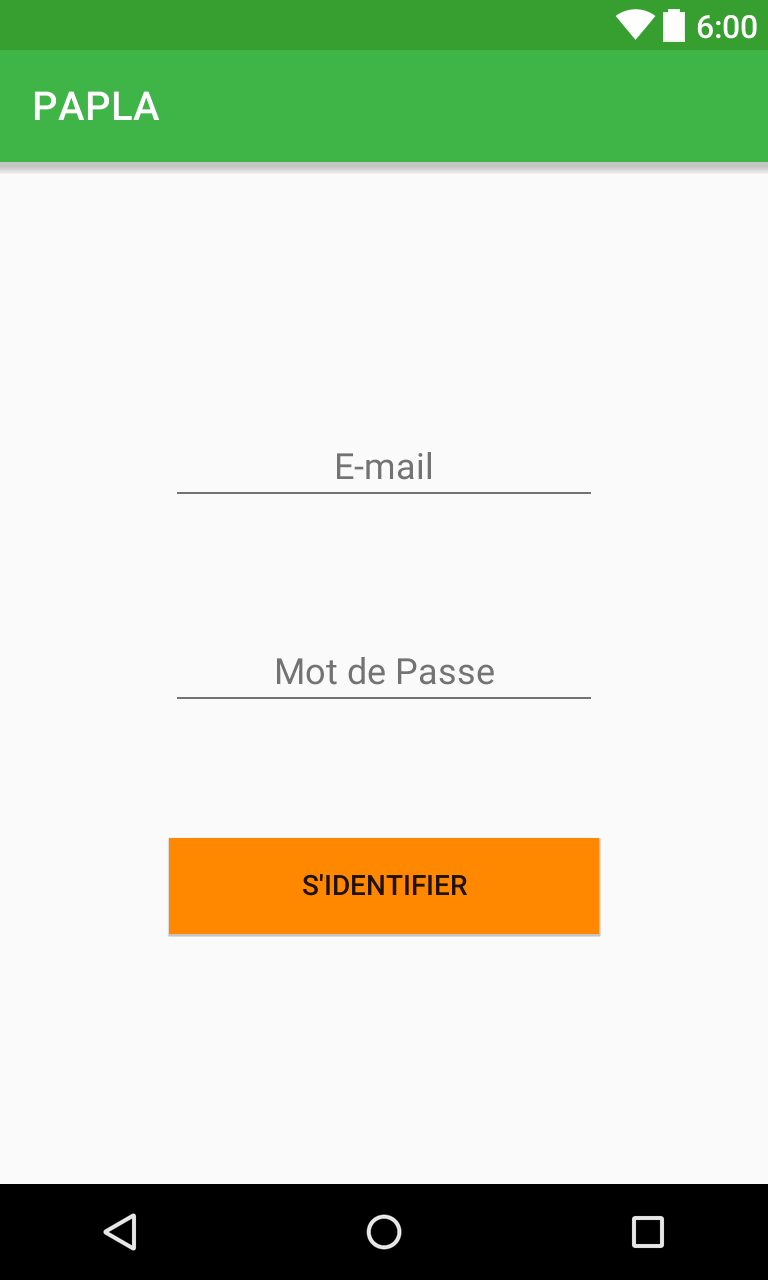 6:00
PAPLA
E-mail
Mot de Passe
S'IDENTIFIER